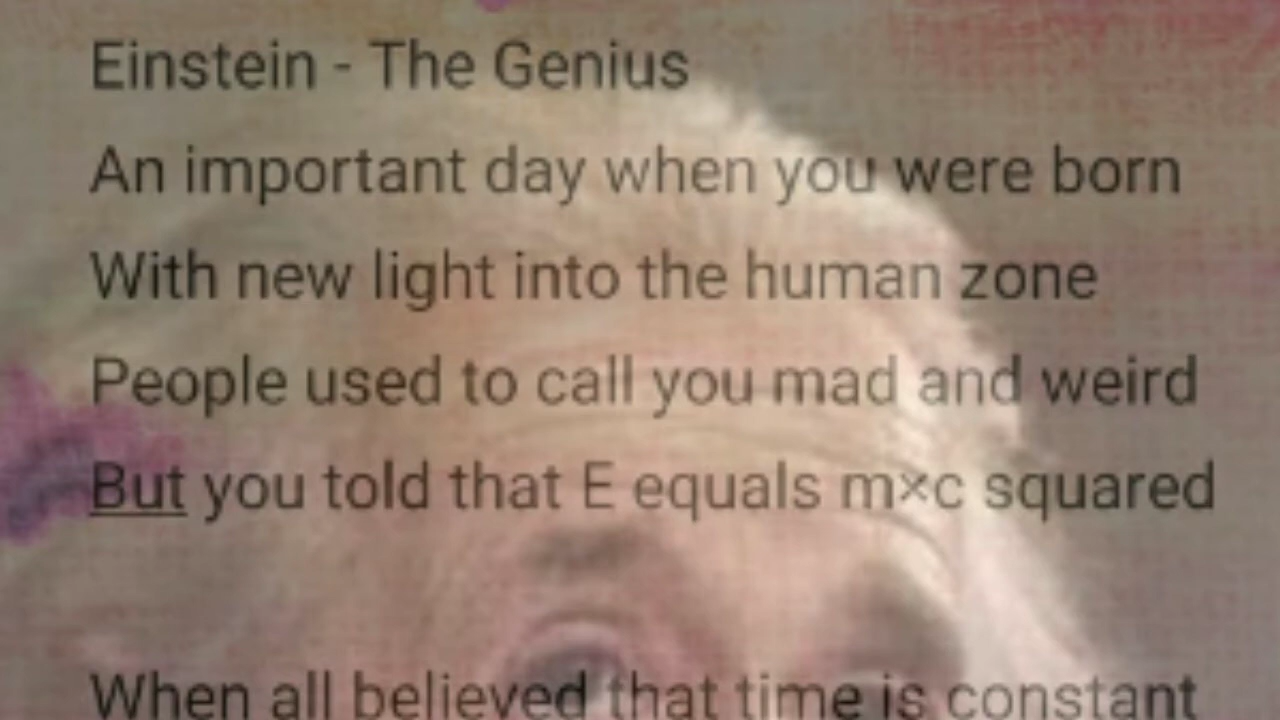 Einstein - The Genius
An important day when you were born
With new light into the human zone
People used to call you mad and weird
But you told that E equals m×c squared
When all believed that time is constant